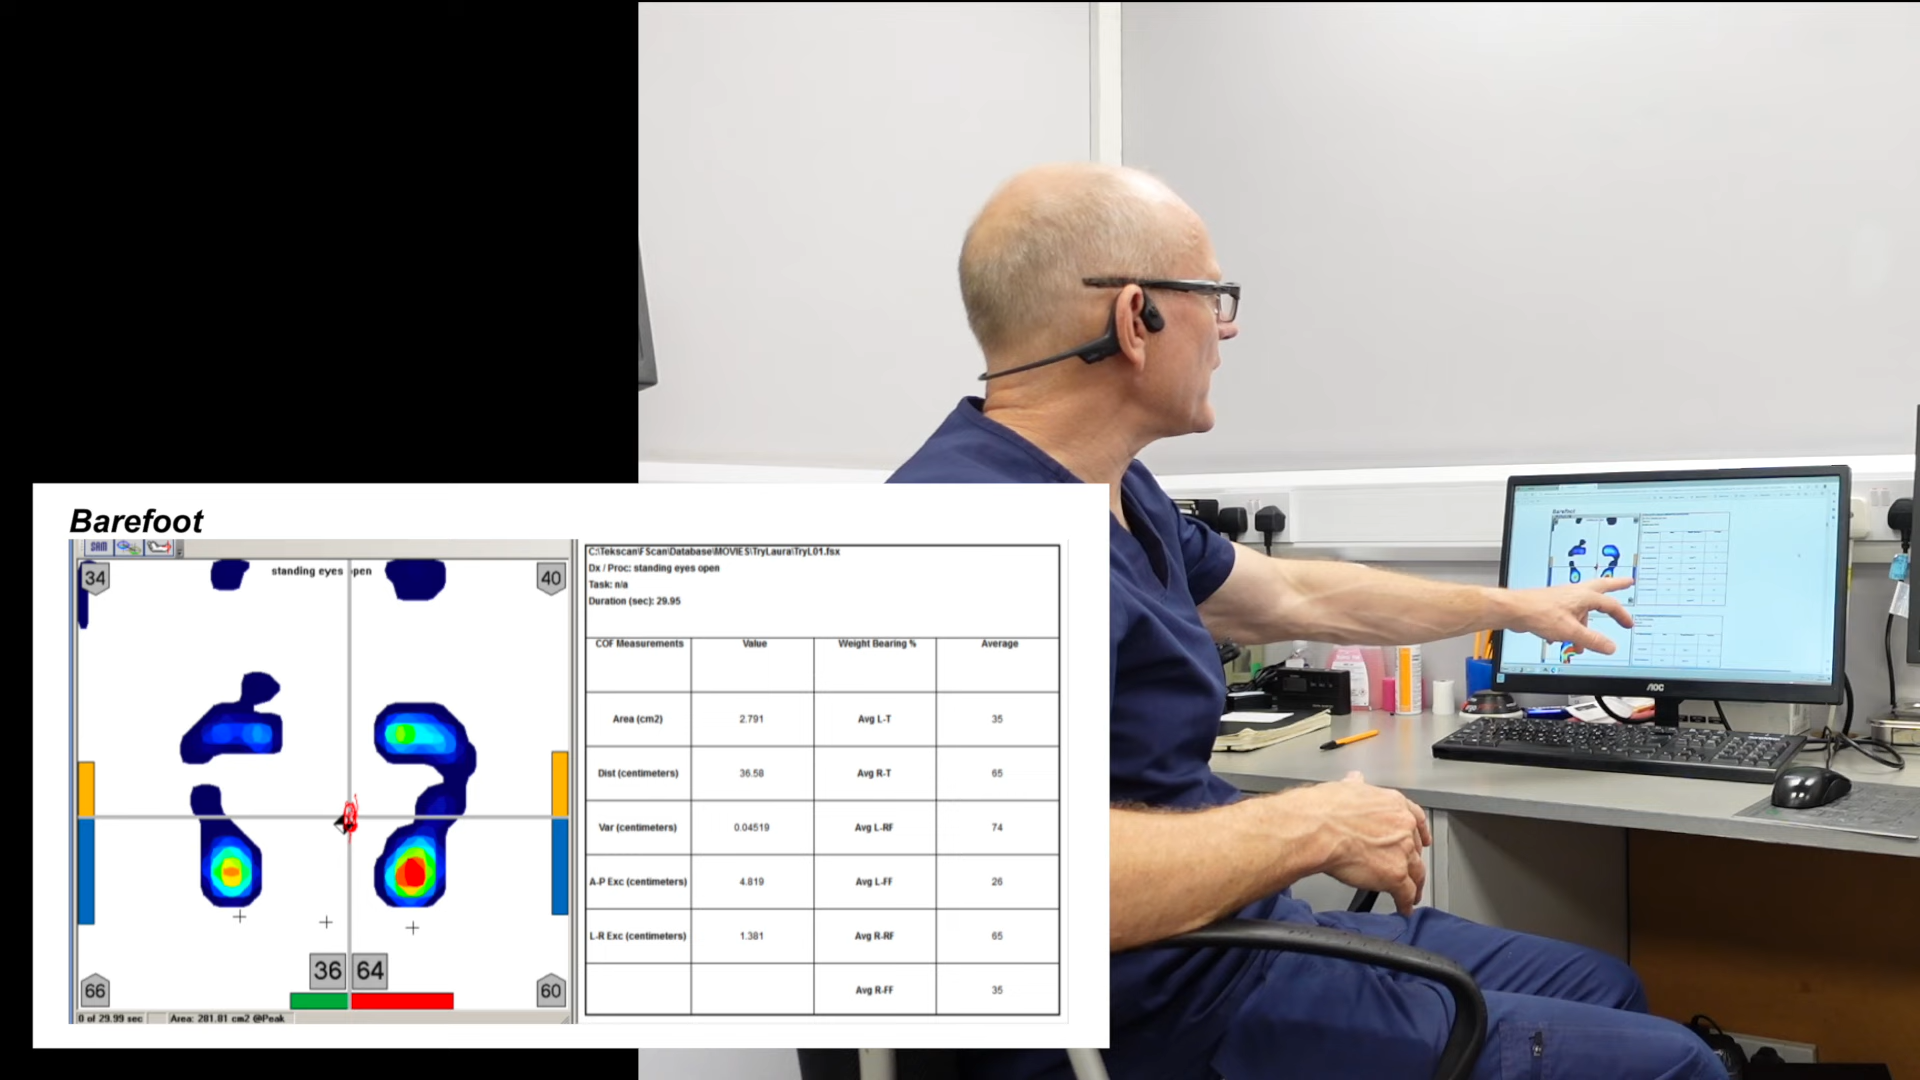 Barefoot
SAM
standing eyes open
34
40
36 64
66
60
0 of 29.99 sec
Area: 281.81 cm2 @Peak
C:\Tekscan\FScan\Database\MOVIES\TryLaura\TryL01.fsx
Dx / Proc: standing eyes open
Task: n/a
Duration (sec): 29.95
COF Measurements Value Weight Bearing % Average
Area (cm2) 2.791 Avg L-T 35
Dist (centimeters) 36.58 Avg R-T 65
Var (centimeters) 0.04519 Avg L-RF 74
A-P Exc (centimeters) 4.819 Avg L-FF 26
L-R Exc (centimeters) 1.381 Avg R-RF 65
Avg R-FF 35
Barefoot
AOC